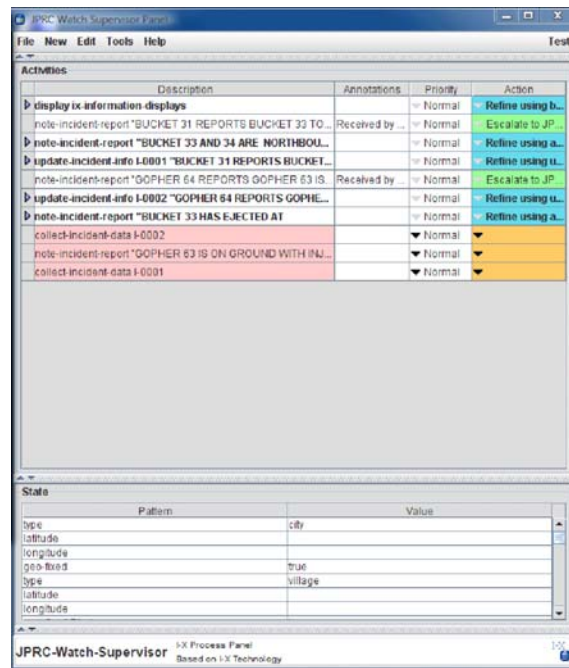 JPRC Watch Supervisor Panel
File New Edit Tools Help Test
Activities
Description Annotations Priority Action
display ix-information-displays Normal Refine using b...
note-incident-report "BUCKET 31 REPORTS BUCKET 33 TO... Received by ... Normal Escalate to JP...
note-incident-report "BUCKET 33 AND 34 ARE NORTHBOU... Normal Refine using a...
update-incident-info I-0001 "BUCKET 31 REPORTS BUCKET... Normal Refine using u...
note-incident-report "GOPHER 64 REPORTS GOPHER 63 IS... Received by ... Normal Escalate to JP...
update-incident-info I-0002 "GOPHER 64 REPORTS GOPHE... Normal Refine using u...
note-incident-report "BUCKET 33 HAS EJECTED AT Normal Refine using a...
collect-incident-data I-0002 Normal
note-incident-report "GOPHER 63 IS ON GROUND WITH INJ... Normal
collect-incident-data I-0001 Normal
State
Pattern Value
type city
latitude
longitude
geo-fixed true
type village
latitude
longitude
JPRC-Watch-Supervisor I-X Process Panel
Based on I-X Technology
I-X